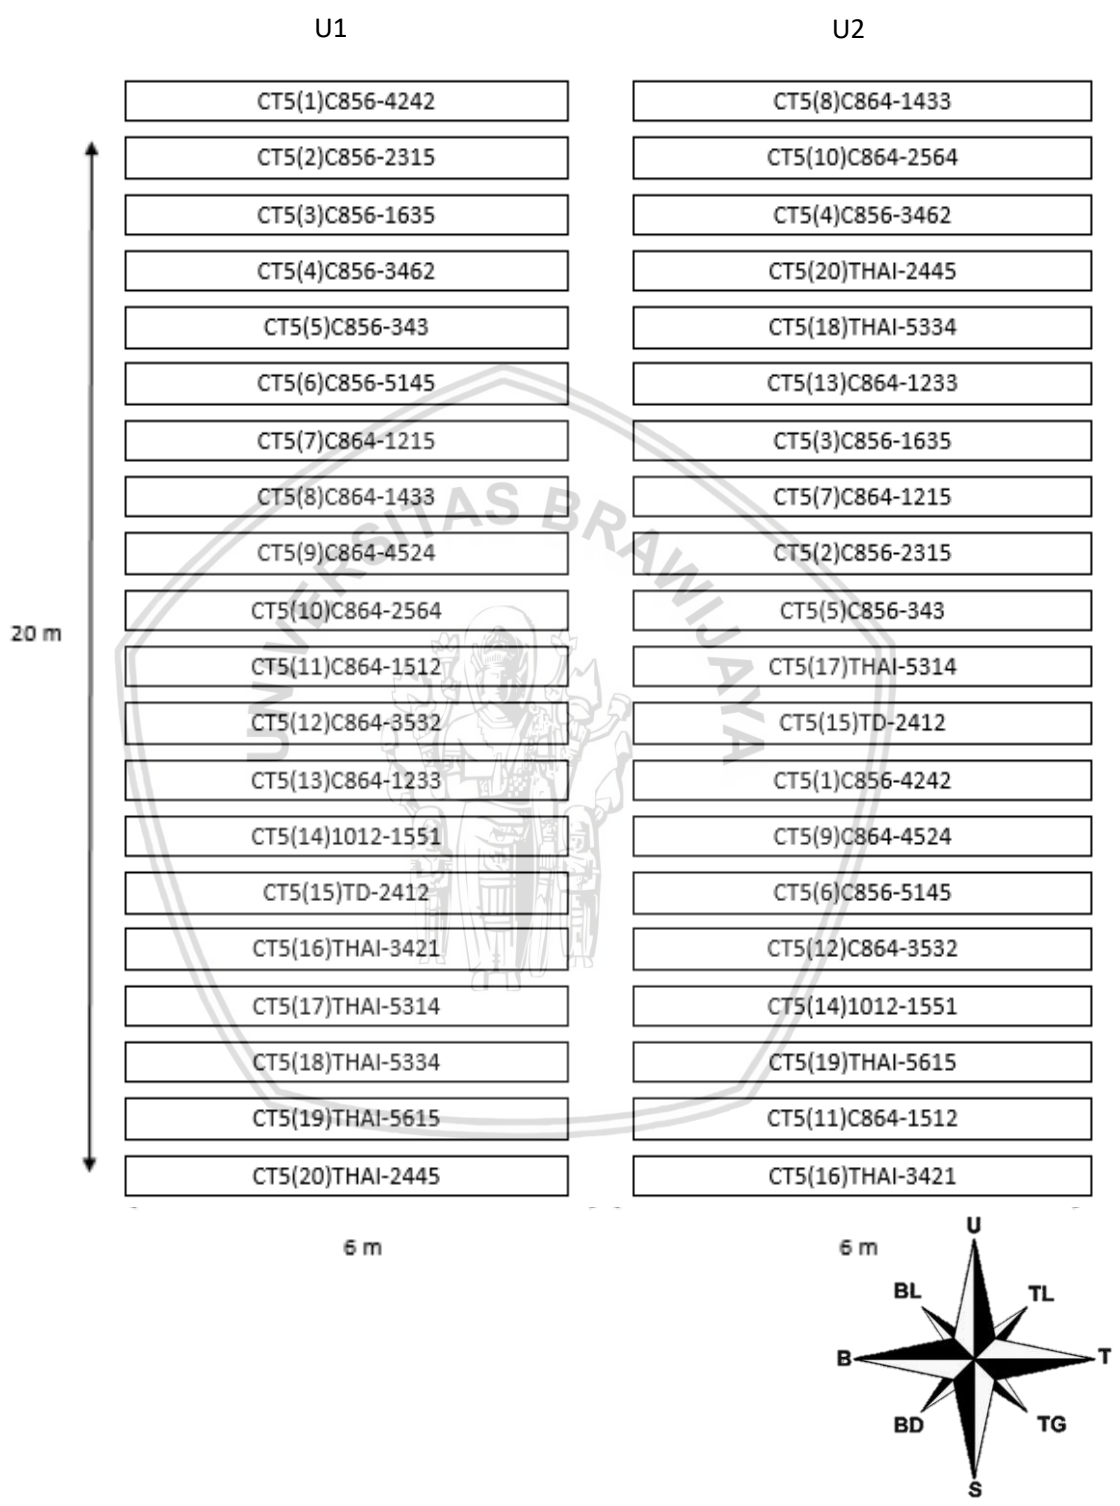 U1 U2
CT5(1)C856-4242 CT5(8)C864-1433
CT5(2)C856-2315 CT5(10)C864-2564
CT5(3)C856-1635 CT5(4)C856-3462
CT5(4)C856-3462 CT5(20)THAI-2445
CT5(5)C856-343 CT5(18)THAI-5334
CT5(6)C856-5145 CT5(13)C864-1233
CT5(7)C864-1215 CT5(3)C856-1635
CT5(8)C864-1433 CT5(7)C864-1215
CT5(9)C864-4524 CT5(2)C856-2315
CT5(10)C864-2564 CT5(5)C856-343
20 m
CT5(11)C864-1512 CT5(17)THAI-5314
CT5(12)C864-3532 CT5(15)TD-2412
CT5(13)C864-1233 CT5(1)C856-4242
CT5(14)1012-1551 CT5(9)C864-4524
CT5(15)TD-2412 CT5(6)C856-5145
CT5(16)THAI-3421 CT5(12)C864-3532
CT5(17)THAI-5314 CT5(14)1012-1551
CT5(18)THAI-5334 CT5(19)THAI-5615
CT5(19)THAI-5615 CT5(11)C864-1512
CT5(20)THAI-2445 CT5(16)THAI-3421
6 m 6 m
UNIVERSITAS BRAWIJAYA
U
BL TL
B T
BD TG
S